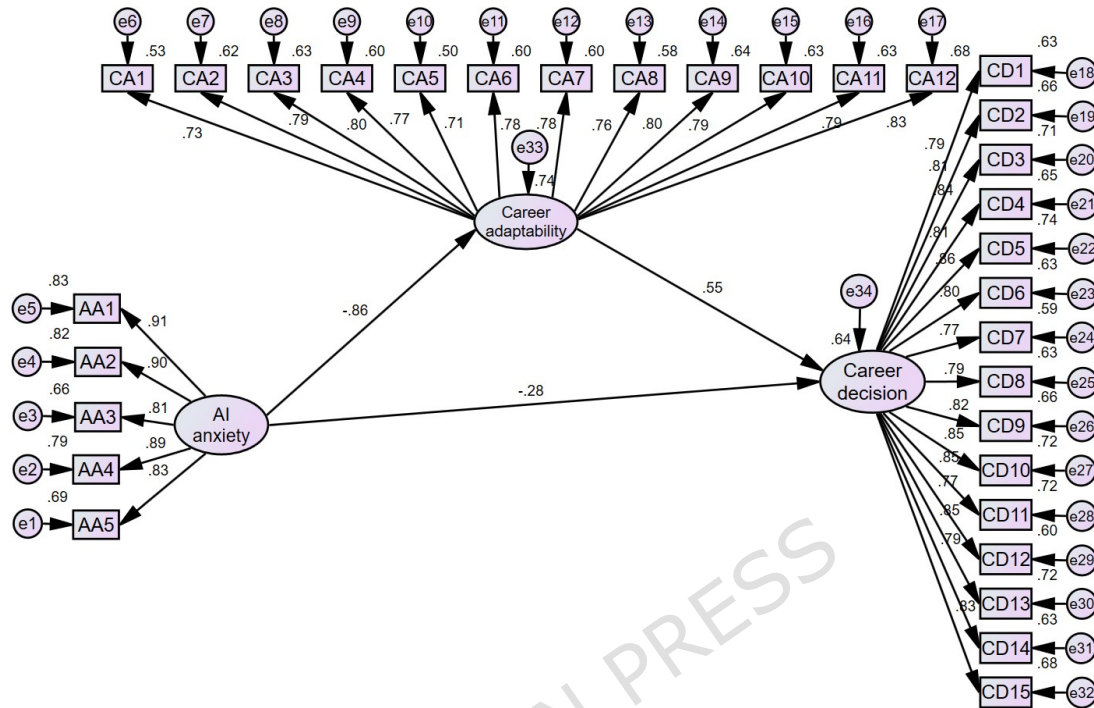 e6 e7 e8 e9 e10 e11 e12 e13 e14 e15 e16 e17
.53 .62 .63 .60 .50 .60 .60 .58 .64 .63 .63 .68 .63
CA1 CA2 CA3 CA4 CA5 CA6 CA7 CA8 CA9 CA10 CA11 CA12 CD1 e18
.66
CD2 e19
.73 .79 .80 .77 .71 .78 .78 .76 .80 .79 .79 .83
.71
e33
.79
CD3 e20
.81
.65
.74
.84
CD4 e21
Career
adaptability
.74
.81
CD5 e22
.86
.63
.83
-.86
.55
e34
.80
CD6 e23
.59
e5 AA1
.91
.77
CD7 e24
.82
.64
.63
e4 AA2
.90
Career
decision
.79
CD8 e25
.66
.66
-.28
e3 AA3
.81
AI
anxiety
.82
CD9 e26
.79
.89
.85
.72
e2 AA4
.83
.85
CD10 e27
.72
.69
.77
e1 AA5
.85
CD11 e28
.60
.79
CD12 e29
.72
.83
CD13 e30
.63
CD14 e31
.68
CD15 e32
N PRESS